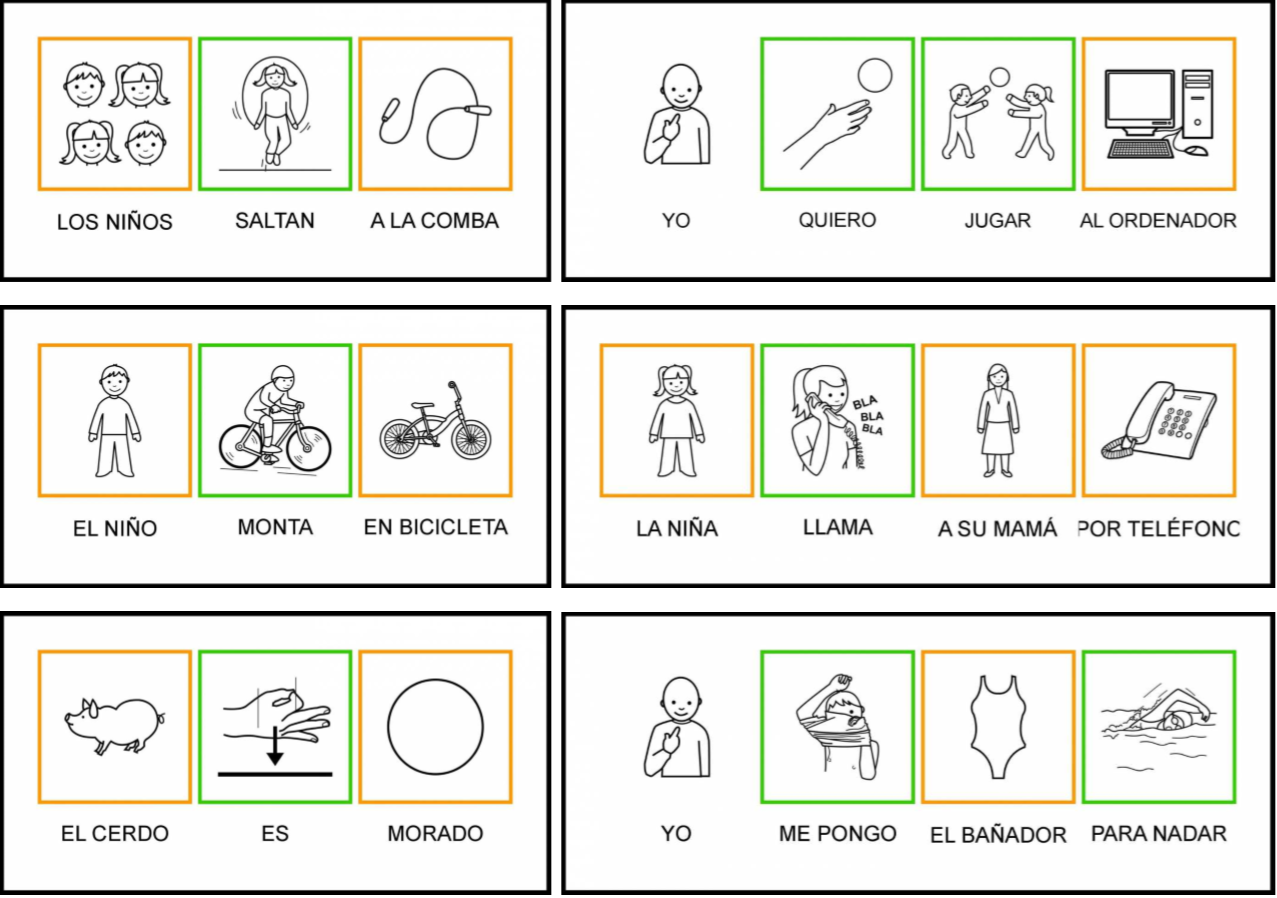 LOS NIÑOS SALTAN A LA COMBA
YO QUIERO JUGAR AL ORDENADOR
EL NIÑO MONTA EN BICICLETA
BLA
BLA
BLA
LA NIÑA LLAMA A SU MAMÁ POR TELÉFONO
EL CERDO ES MORADO
YO ME PONGO EL BAÑADOR PARA NADAR